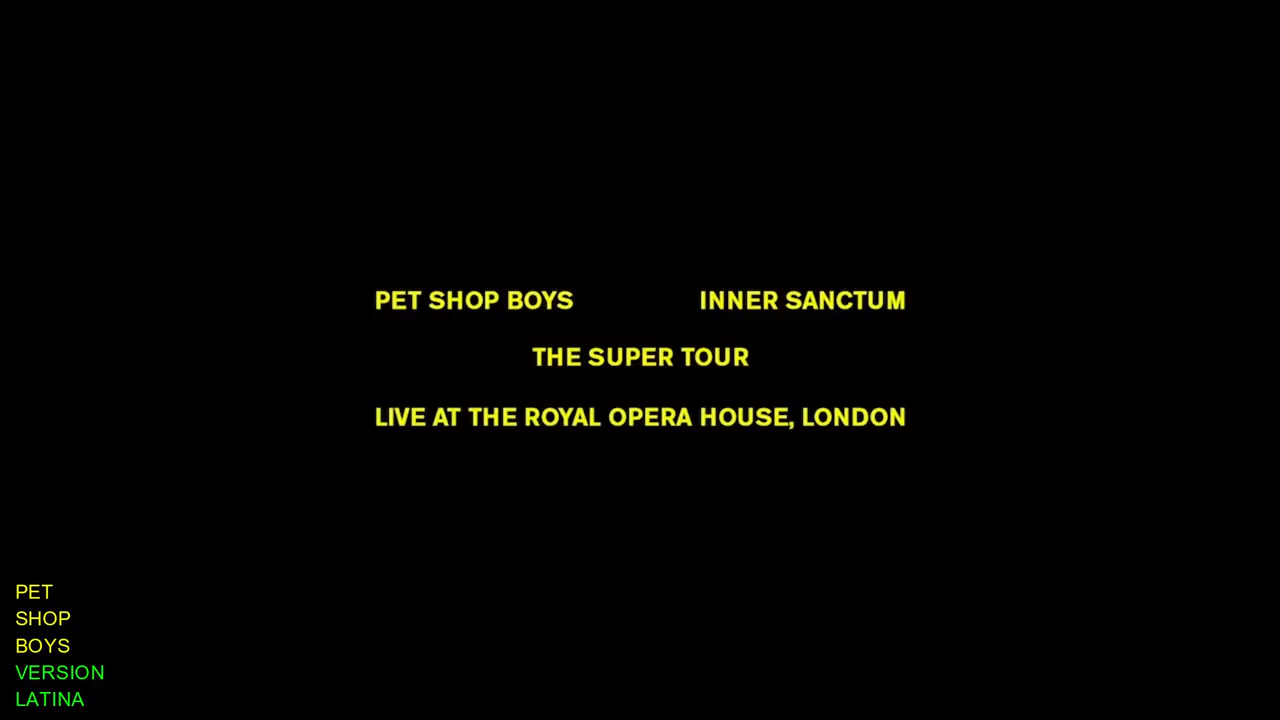 PET SHOP BOYS INNER SANCTUM
THE SUPER TOUR
LIVE AT THE ROYAL OPERA HOUSE, LONDON
PET
SHOP
BOYS
VERSION
LATINA